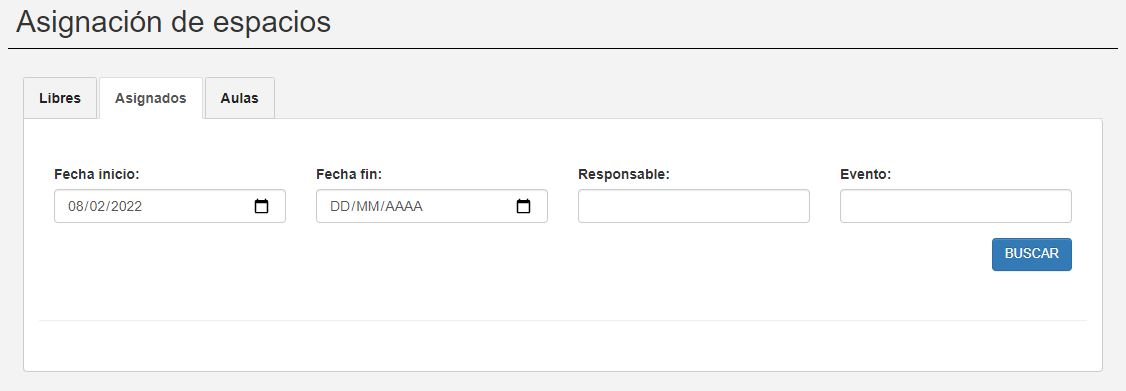 Asignación de espacios
Libres Asignados Aulas
Fecha inicio: Fecha fin: Responsable: Evento:
08/02/2022 DD/MM/AAAA
BUSCAR